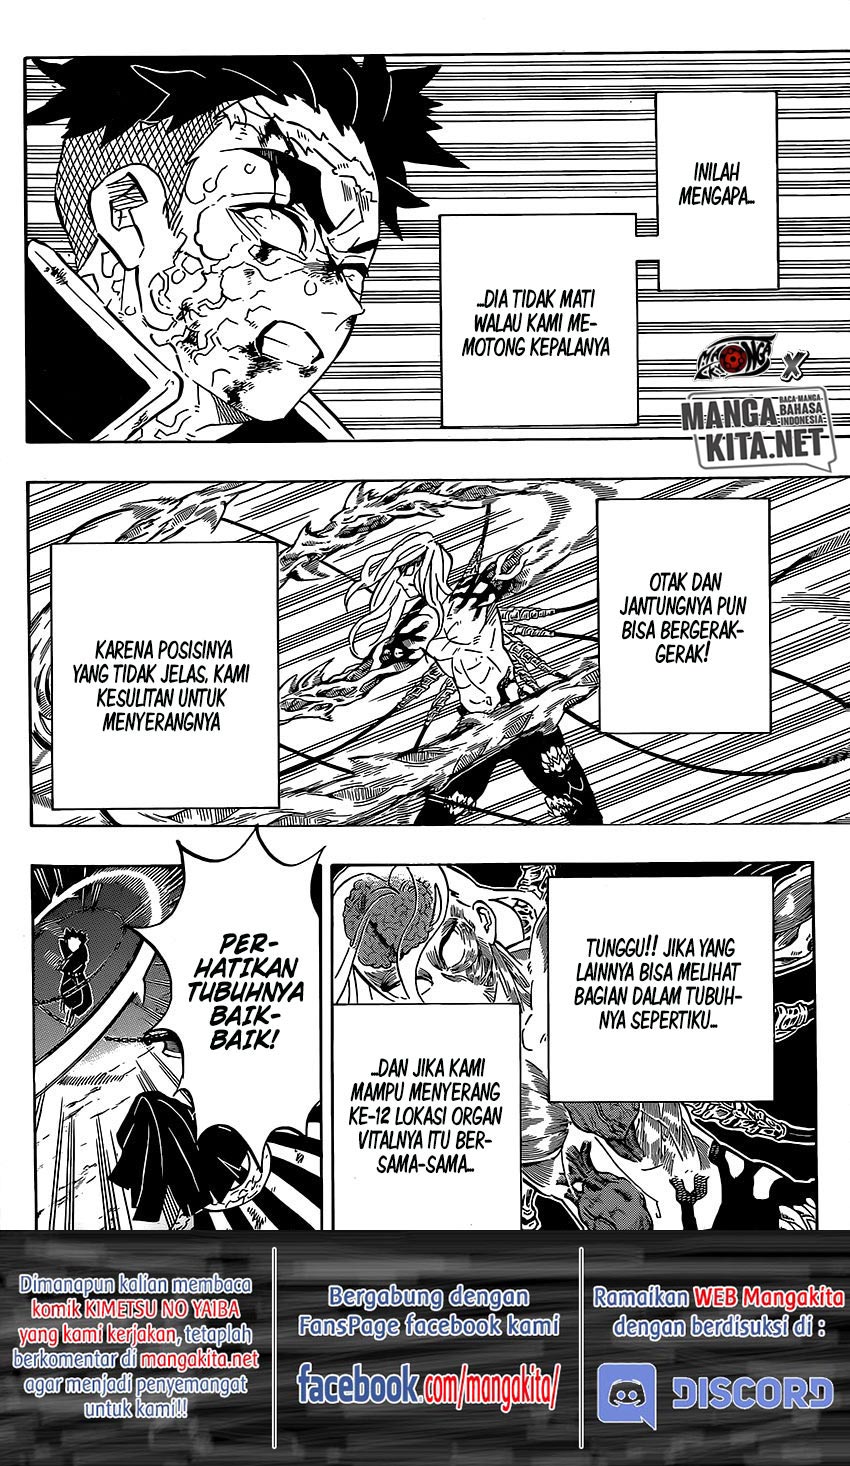 INILAH
MENGAPA...
...DIA TIDAK MATI
WALAU KAMI ME-
MOTONG KEPALANYA
MANGA
KITA.NET
BACA MANGA
BAHASA
INDONESIA
X
OTAK DAN
JANTUNGNYA PUN
BISA BERGERAK-
GERAK!
KARENA POSISINYA
YANG TIDAK JELAS, KAMI
KESULITAN UNTUK
MENYERANGNYA
TUNGGU!! JIKA YANG
LAINNYA BISA MELIHAT
BAGIAN DALAM TUBUH-
NYA SEPERTIKU...
...DAN JIKA KAMI
MAMPU MENYERANG
KE-12 LOKASI ORGAN
VITALNYA ITU BER-
SAMA-SAMA...
PER-
HATIKAN
TUBUHNYA
BAIK-
BAIK!
Dimanapun kalian membaca
komik KIMETSU NO YAIBA
yang kami kerjakan, tetaplah
berkomentar di mangakita.net
agar menjadi penyemangat
untuk kami!!
Bergabung dengan
FansPage facebook kami
facebook.com/mangakita/
Ramaikan WEB Mangakita
dengan berdisuksi di :
DISCORD